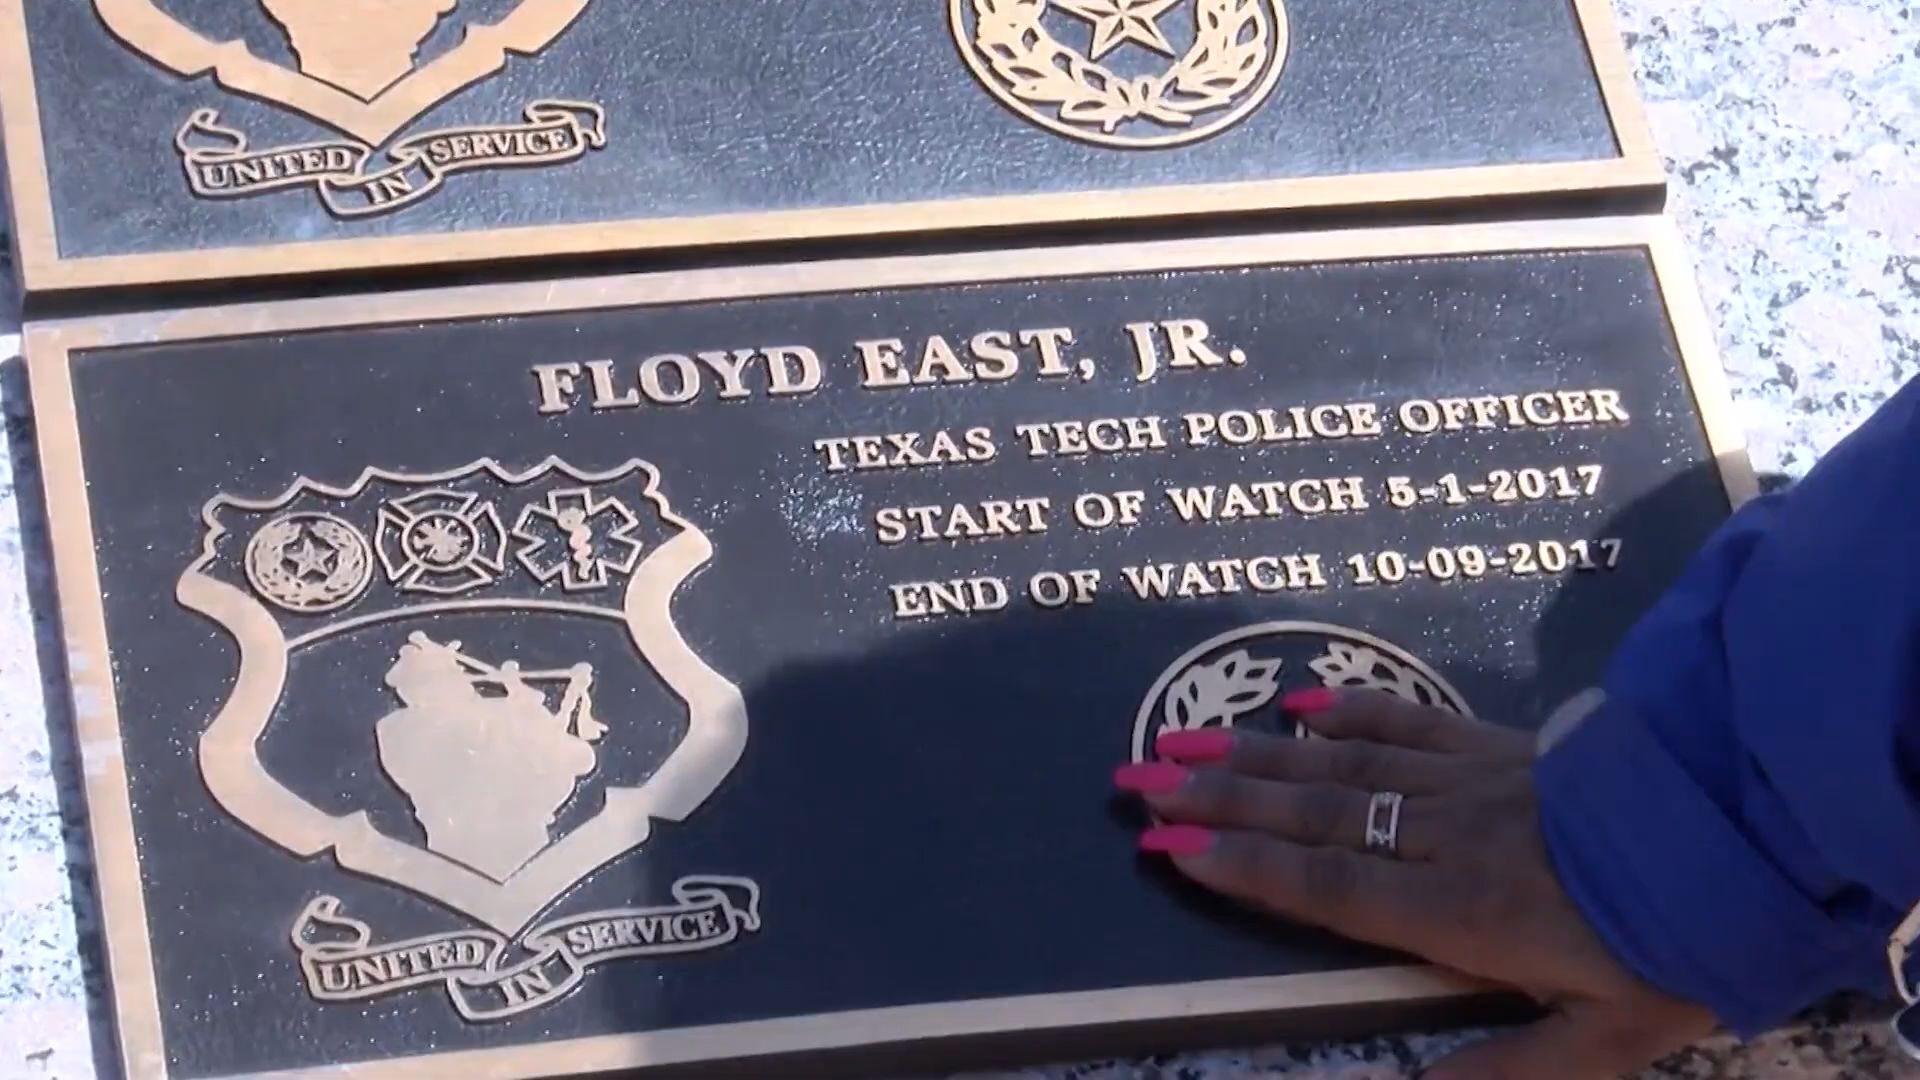 UNITED IN SERVICE
FLOYD EAST, JR.
TEXAS TECH POLICE OFFICER
START OF WATCH 5-1-2017
END OF WATCH 10-09-2017
UNITED IN SERVICE